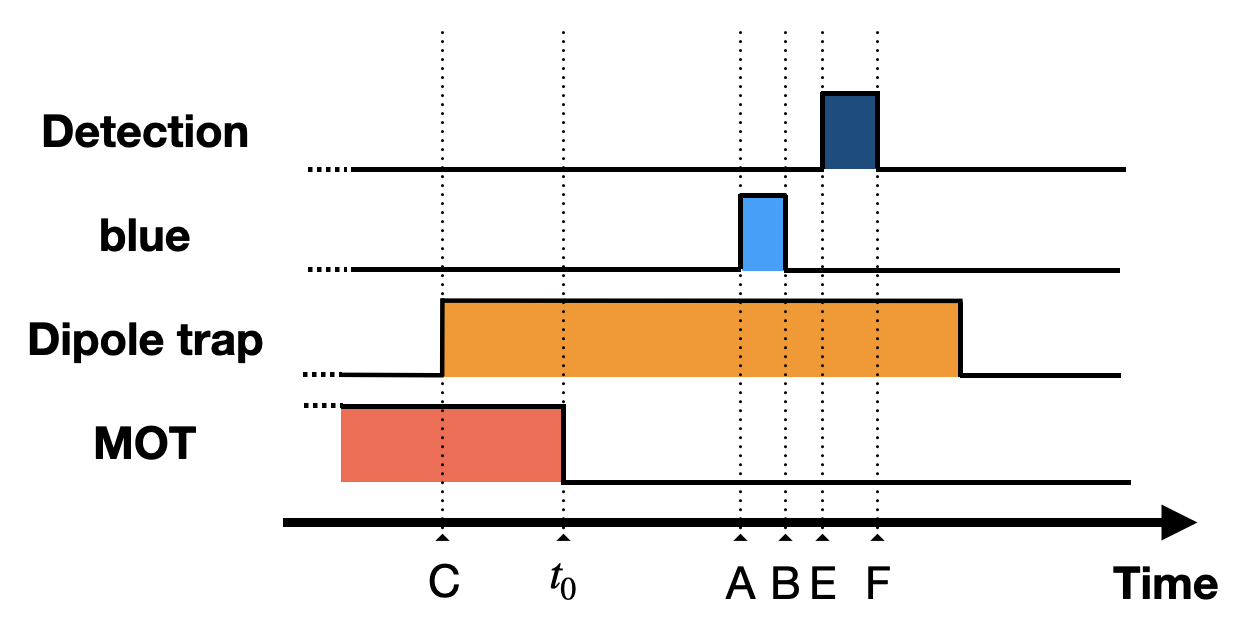 Detection
blue
Dipole trap
MOT
C t₀ A B E F Time